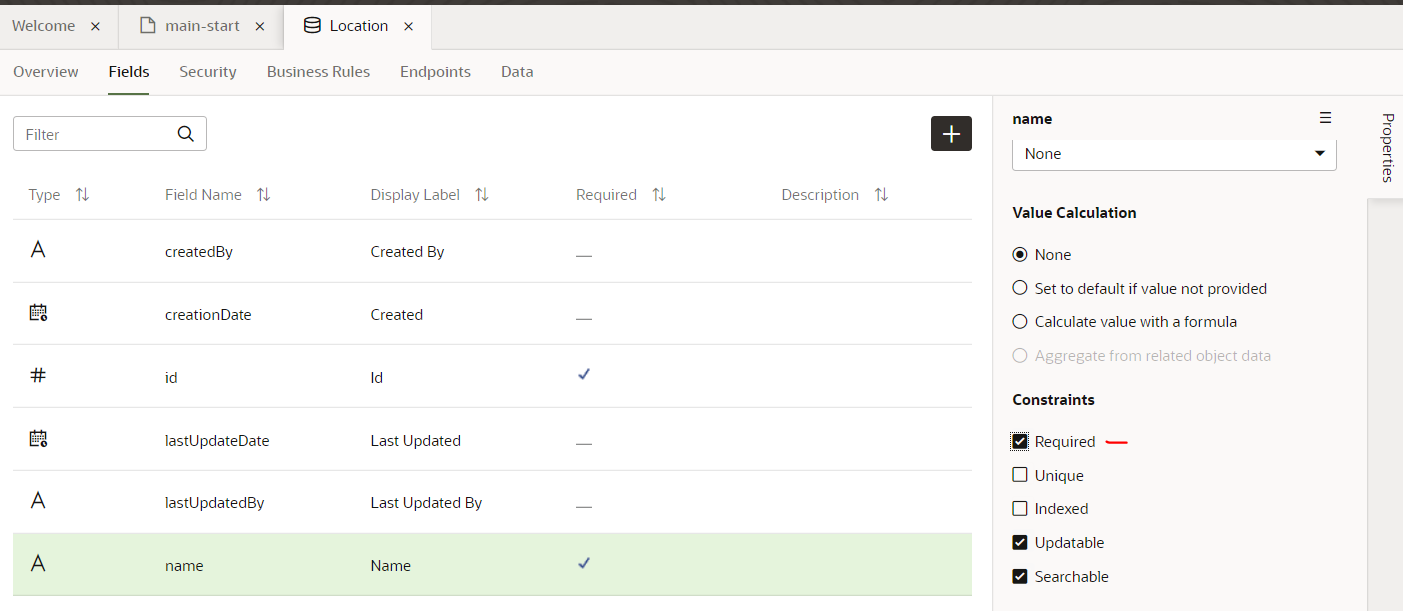 Welcome × main-start × Location ×
Overview Fields Security Business Rules Endpoints Data
Filter
Type Field Name Display Label Required Description
createdBy Created By —
creationDate Created —
# id Id ✓
lastUpdateDate Last Updated —
A lastUpdatedBy Last Updated By —
A name Name ✓
name
None
Value Calculation
None
Set to default if value not provided
Calculate value with a formula
Aggregate from related object data
Constraints
Required
Unique
Indexed
Updatable
Searchable
Properties